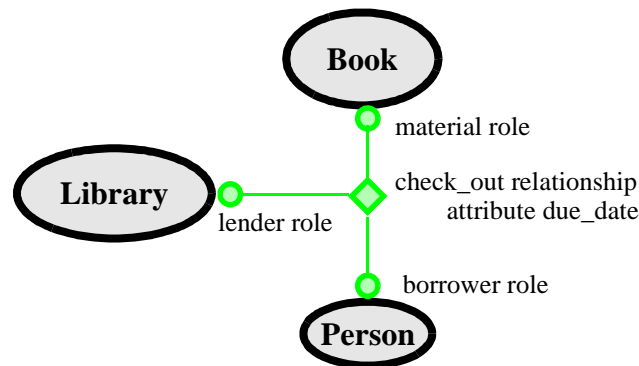 Book
material role
Library
check_out relationship
attribute due_date
lender role
borrower role
Person